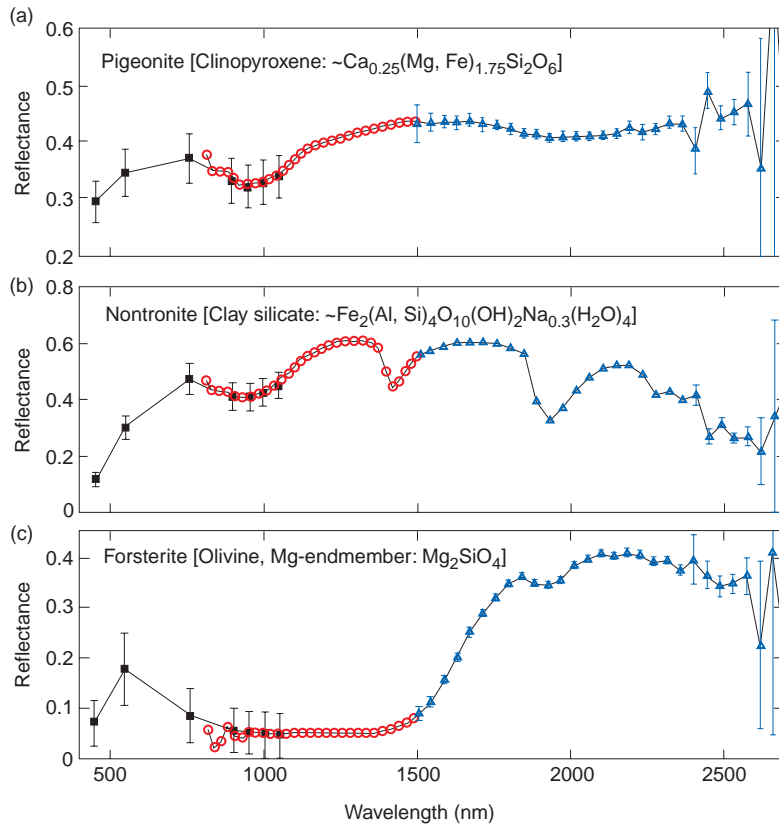 (a)
Pigeonite [Clinopyroxene: ~Ca0.25(Mg, Fe)1.75Si2O6]
0.6
0.5
0.4
0.3
0.2
Reflectance
(b)
Nontronite [Clay silicate: ~Fe2(Al, Si)4O10(OH)2Na0.3(H2O)4]
0.8
0.6
0.4
0.2
0
Reflectance
(c)
Forsterite [Olivine, Mg-endmember: Mg2SiO4]
0.4
0.3
0.2
0.1
0
Reflectance
500 1000 1500 2000 2500
Wavelength (nm)